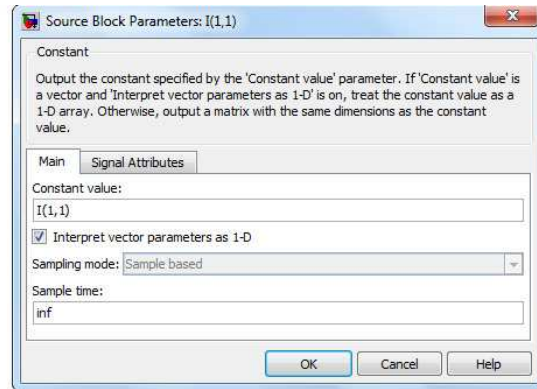 Source Block Parameters: I(1,1)
Constant
Output the constant specified by the 'Constant value' parameter. If 'Constant value' is
a vector and 'Interpret vector parameters as 1-D' is on, treat the constant value as a
1-D array. Otherwise, output a matrix with the same dimensions as the constant
value.
Main Signal Attributes
Constant value:
I(1,1)
Interpret vector parameters as 1-D
Sampling mode: Sample based
Sample time:
inf
OK Cancel Help